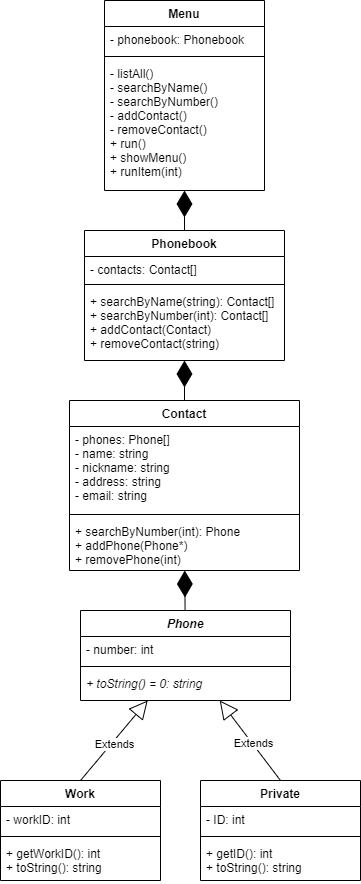 Menu
- phonebook: Phonebook
- listAll()
- searchByName()
- searchByNumber()
- addContact()
- removeContact()
+ run()
+ showMenu()
+ runItem(int)
Phonebook
- contacts: Contact[]
+ searchByName(string): Contact[]
+ searchByNumber(int): Contact[]
+ addContact(Contact)
+ removeContact(string)
Contact
- phones: Phone[]
- name: string
- nickname: string
- address: string
- email: string
+ searchByNumber(int): Phone
+ addPhone(Phone*)
+ removePhone(int)
Phone
- number: int
+ toString() = 0: string
Extends
Extends
Work
- workID: int
+ getWorkID(): int
+ toString(): string
Private
- ID: int
+ getID(): int
+ toString(): string